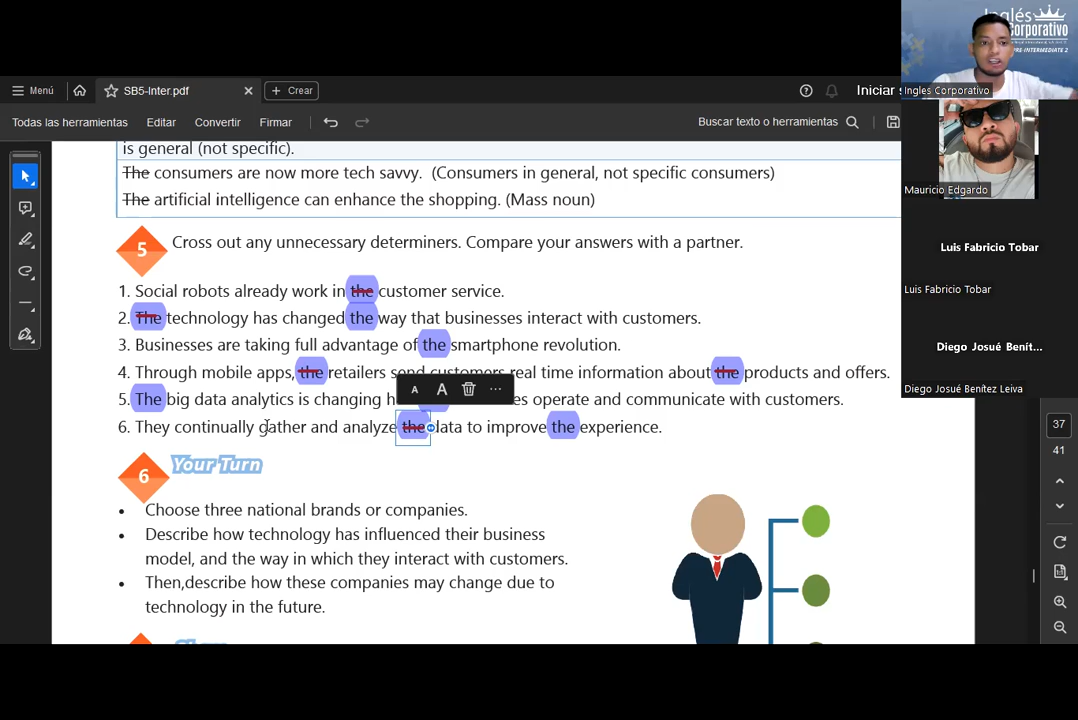 Inglés
Corporativo
PRE-INTERMEDIATE 2
Ingles Corporativo
Menú
SB5-Inter.pdf
Crear
Iniciar s
Todas las herramientas
Editar
Convertir
Firmar
Buscar texto o herramientas
Mauricio Edgardo
Luis Fabricio Tobar
Luis Fabricio Tobar
Diego Josué Benít...
Diego Josué Benítez Leiva
is general (not specific).
The consumers are now more tech savvy. (Consumers in general, not specific consumers)
The artificial intelligence can enhance the shopping. (Mass noun)
5 Cross out any unnecessary determiners. Compare your answers with a partner.
1. Social robots already work in the customer service.
2. The technology has changed the way that businesses interact with customers.
3. Businesses are taking full advantage of the smartphone revolution.
4. Through mobile apps, the retailers send customers real time information about the products and offers.
A A ...
5. The big data analytics is changing h es operate and communicate with customers.
6. They continually gather and analyze the data to improve the experience.
6 Your Turn
• Choose three national brands or companies.
• Describe how technology has influenced their business
model, and the way in which they interact with customers.
• Then,describe how these companies may change due to
technology in the future.
37
41